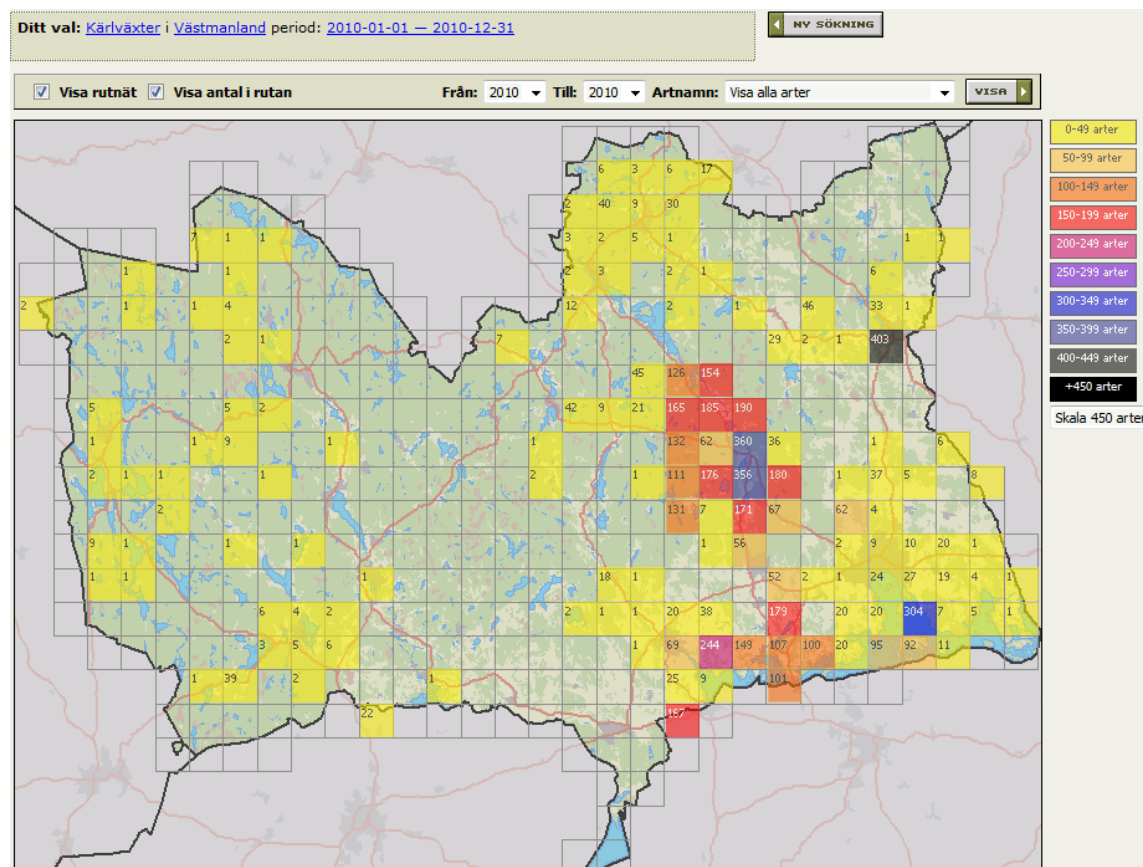 Ditt val: Kärlväxter i Västmanland period: 2010-01-01 — 2010-12-31
NY SÖKNING
Visa rutnät Visa antal i rutan Från: 2010 Till: 2010 Artnamn: Visa alla arter VISA
0-49 arter
50-99 arter
100-149 arter
150-199 arter
200-249 arter
250-299 arter
300-349 arter
350-399 arter
400-449 arter
+450 arter
Skala 450 arter
6 3 6 17
2 40 9 30
7 1 1 3 2 5 1 1 1
1 1 2 3 2 1 6
2 1 1 4 12 2 1 46 33 1
2 1 7 29 2 1 403
45 126 154
5 5 2 42 9 21 165 185 190
1 1 9 1 1 132 62 360 36 1 6
2 1 1 1 2 1 111 176 356 180 1 37 5 8
2 131 7 171 67 62 4
9 1 1 1 1 56 2 9 10 20 1
1 1 1 18 1 52 2 1 24 27 19 4 1
6 4 2 2 1 1 20 38 179 20 20 304 7 5 1
3 5 6 1 69 244 149 107 100 20 95 92 11
1 39 2 1 25 9 101
22 167